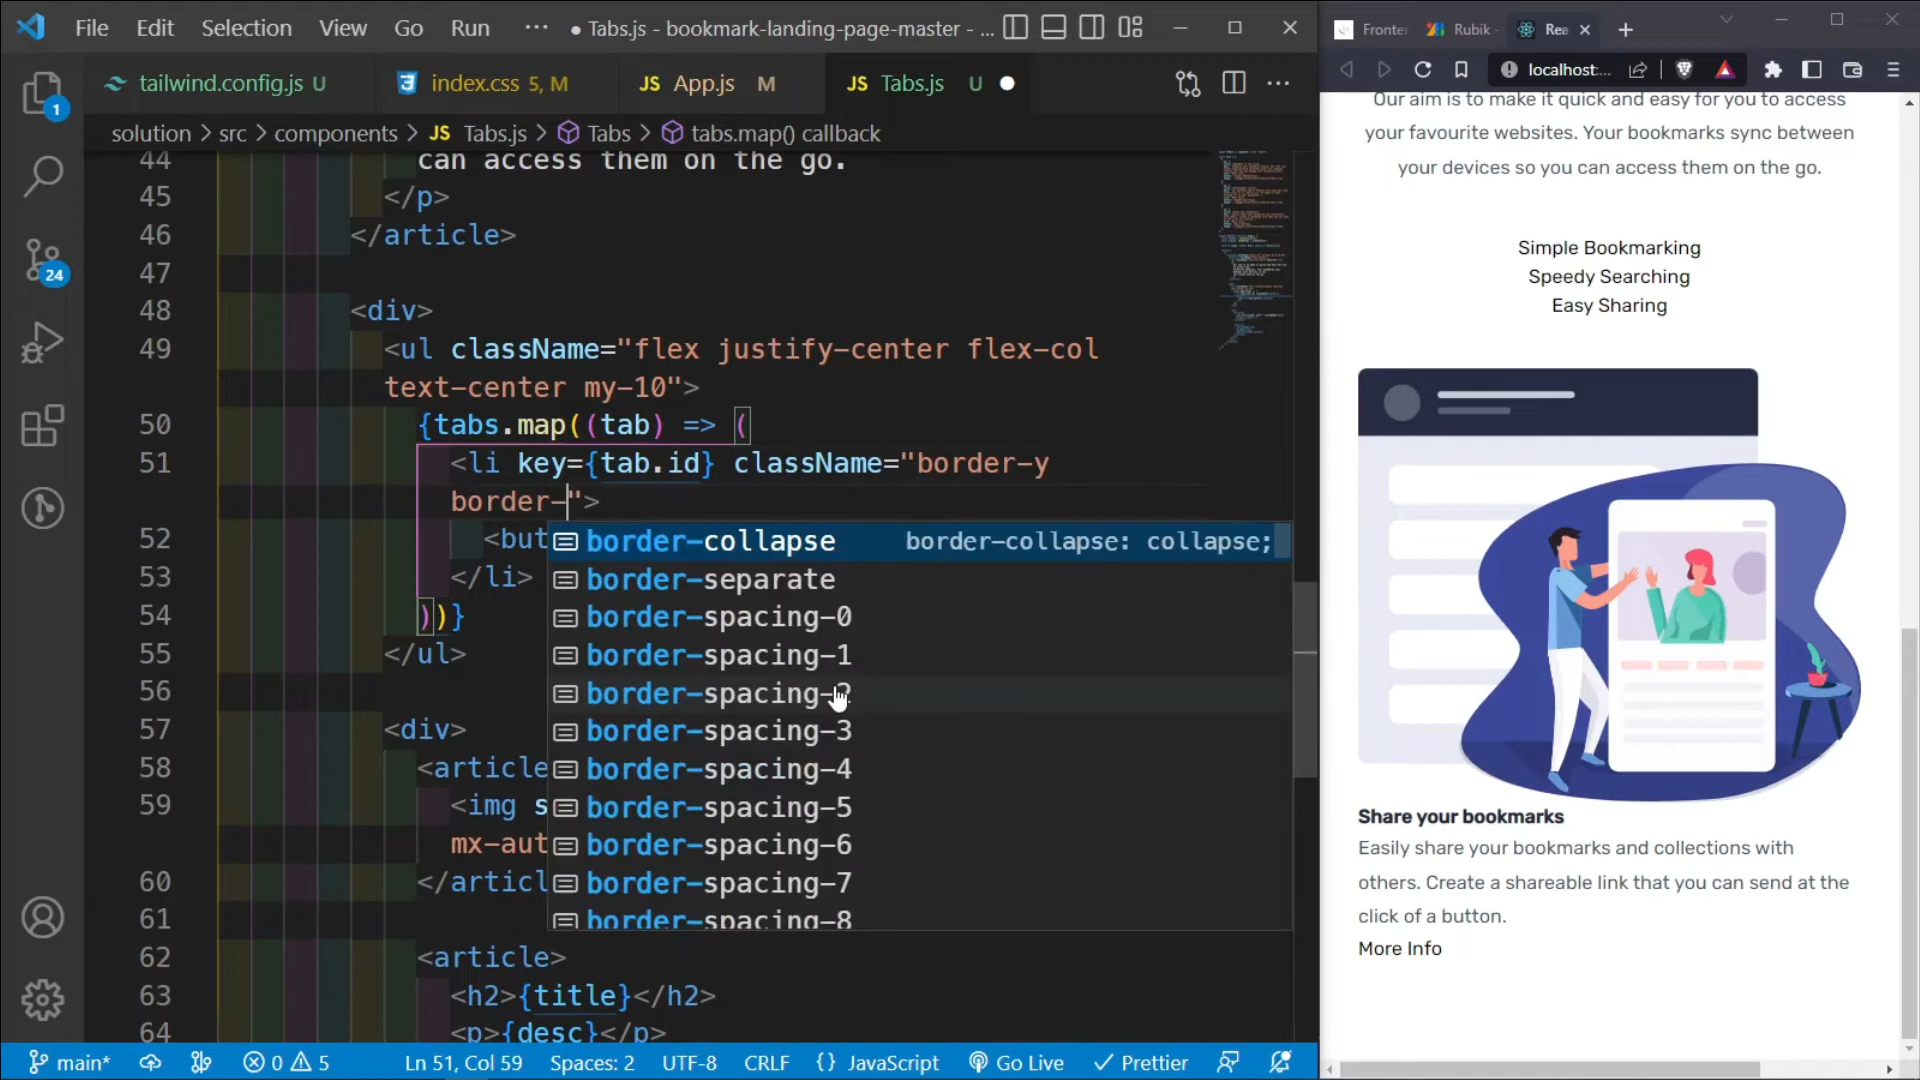 File Edit Selection View Go Run ··· ● Tabs.js - bookmark-landing-page-master - ...
tailwind.config.js U
index.css 5, M
JS App.js M
JS Tabs.js U
solution > src > components > JS Tabs.js > Tabs > tabs.map() callback
44 can access them on the go.
45 </p>
46 </article>
47
48 <div>
49 <ul className="flex justify-center flex-col
text-center my-10">
50 {tabs.map((tab) => (
51 <li key={tab.id} className="border-y
border-">
52 <but
53 </li>
54 ))}
55 </ul>
56
57 <div>
58 <article
59 <img s
mx-aut
60 </articl
61
62 <article>
63 <h2>{title}</h2>
64 <p>{desc}</p>
border-collapse border-collapse: collapse;
border-separate
border-spacing-0
border-spacing-1
border-spacing-2
border-spacing-3
border-spacing-4
border-spacing-5
border-spacing-6
border-spacing-7
border-spacing-8
1
24
main* 0 5 Ln 51, Col 59 Spaces: 2 UTF-8 CRLF {} JavaScript Go Live Prettier
Fronter
Rubik -
Rea
localhost:...
Our aim is to make it quick and easy for you to access
your favourite websites. Your bookmarks sync between
your devices so you can access them on the go.
Simple Bookmarking
Speedy Searching
Easy Sharing
Share your bookmarks
Easily share your bookmarks and collections with
others. Create a shareable link that you can send at the
click of a button.
More Info